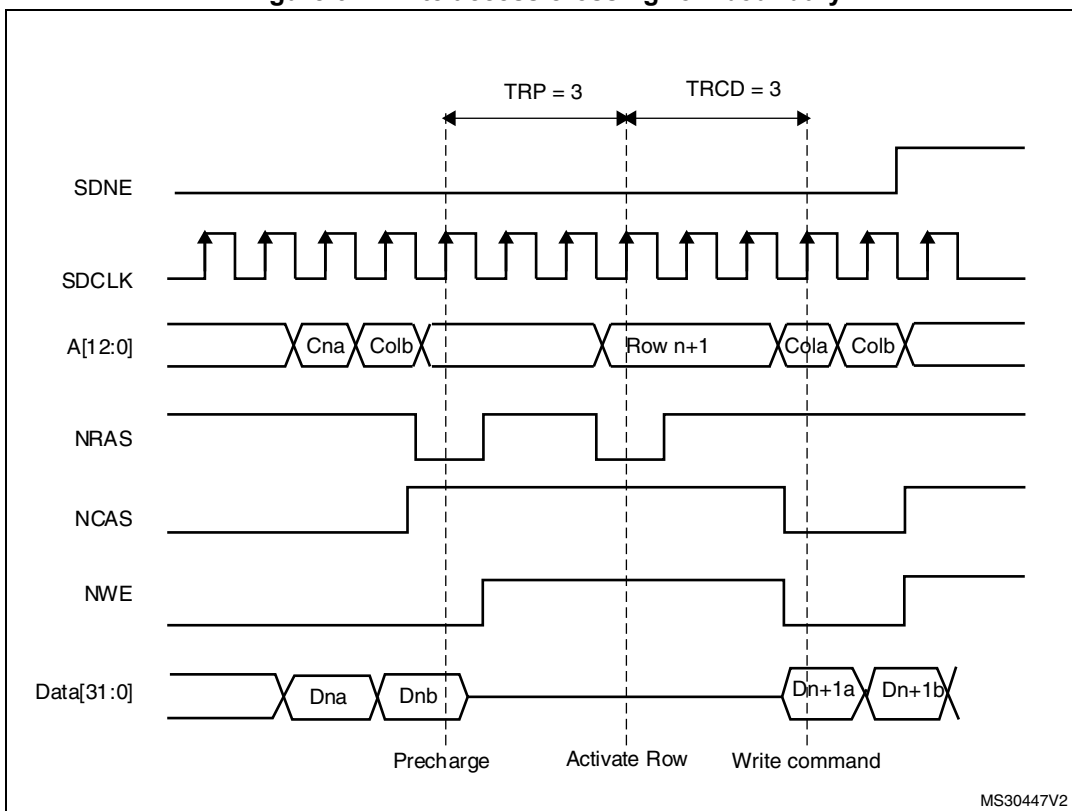 TRP = 3 TRCD = 3
SDNE
SDCLK
A[12:0] Cna Colb Row n+1 Cola Colb
NRAS
NCAS
NWE
Data[31:0] Dna Dnb Dn+1a Dn+1b
Precharge Activate Row Write command
MS30447V2